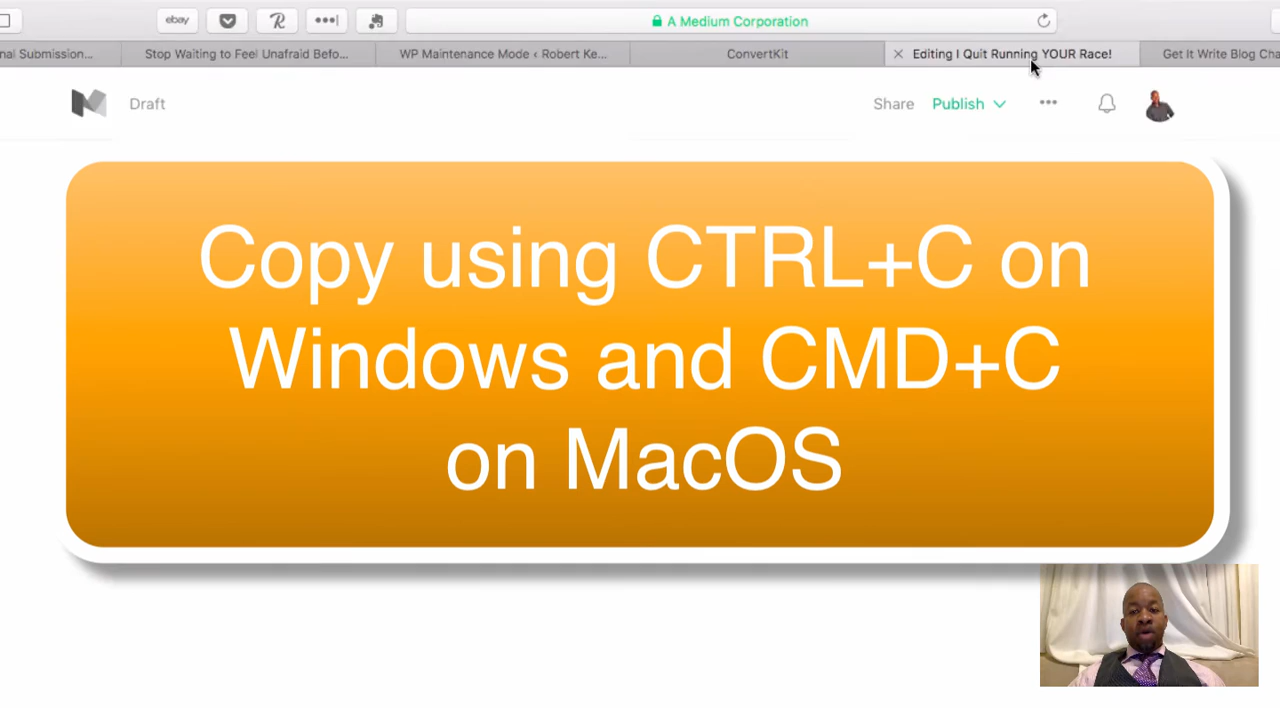 ebay
A Medium Corporation
nal Submission...
Stop Waiting to Feel Unafraid Befo...
WP Maintenance Mode ‹ Robert Ke...
ConvertKit
Editing I Quit Running YOUR Race!
Get It Write Blog Cha
Draft
Share
Publish
Copy using CTRL+C on
Windows and CMD+C
on MacOS